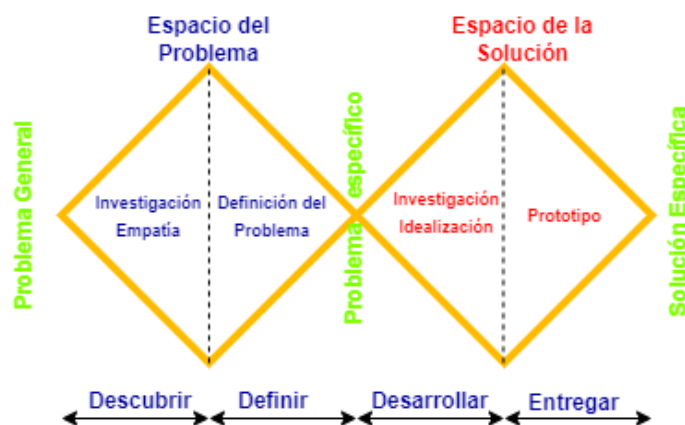 Espacio del
Problema
Espacio de la
Solución
Problema General
Investigación
Empatía
Definición del
Problema
Problema específico
Investigación
Idealización
Prototipo
Solución Específica
Descubrir
Definir
Desarrollar
Entregar